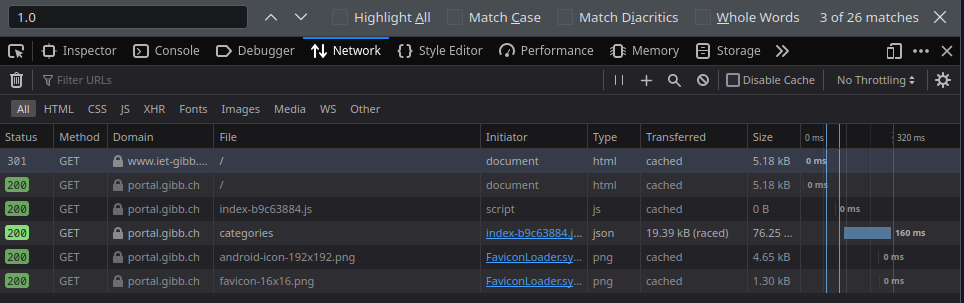 1.0 Highlight All Match Case Match Diacritics Whole Words 3 of 26 matches
Inspector Console Debugger Network Style Editor Performance Memory Storage
Filter URLs Disable Cache No Throttling
All HTML CSS JS XHR Fonts Images Media WS Other
Status Method Domain File Initiator Type Transferred Size 0 ms 320 ms
301 GET www.iet-gibb.... / document html cached 5.18 kB 0 ms
200 GET portal.gibb.ch / document html cached 5.18 kB 0 ms
200 GET portal.gibb.ch index-b9c63884.js script js cached 0 B 0 ms
200 GET portal.gibb.ch categories index-b9c63884.j... json 19.39 kB (raced) 76.25 ... 160 ms
200 GET portal.gibb.ch android-icon-192x192.png FaviconLoader.sy... png cached 4.65 kB 0 ms
200 GET portal.gibb.ch favicon-16x16.png FaviconLoader.sy... png cached 1.30 kB 0 ms